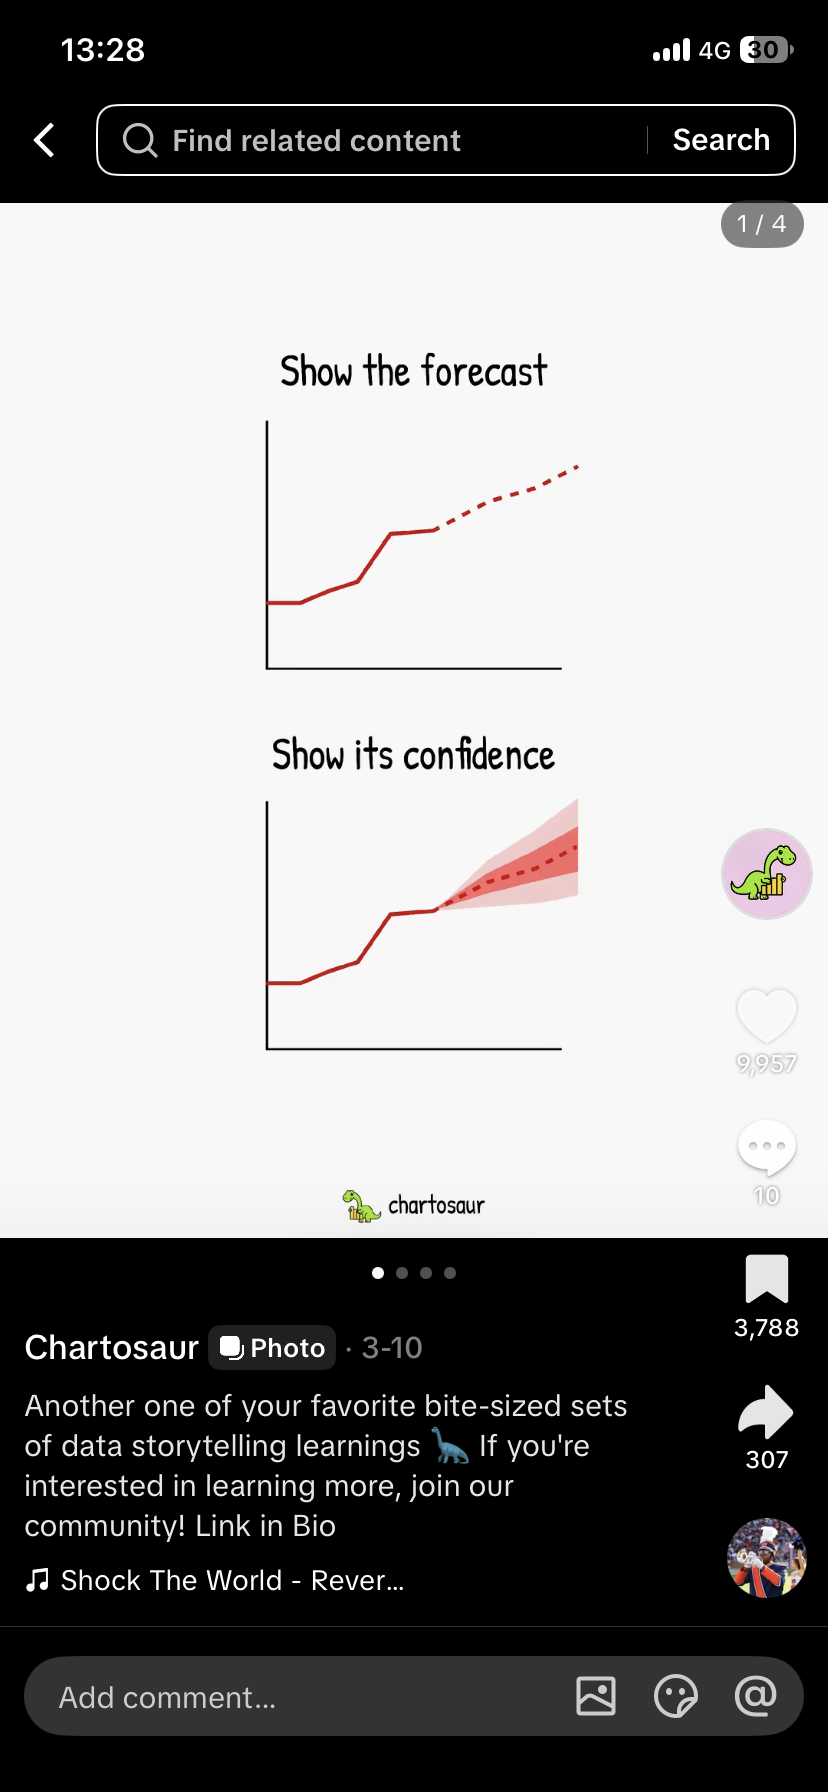 13:28
4G 30
Find related content
Search
1 / 4
Show the forecast
Show its confidence
9,957
10
chartosaur
3,788
Chartosaur Photo · 3-10
Another one of your favorite bite-sized sets
of data storytelling learnings 🦕 If you're
interested in learning more, join our
community! Link in Bio
307
Shock The World - Rever...
Add comment...